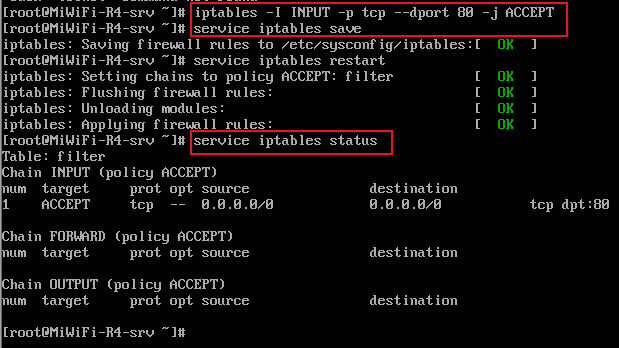 [root@MiWiFi-R4-srv ~]# iptables -I INPUT -p tcp --dport 80 -j ACCEPT
[root@MiWiFi-R4-srv ~]# service iptables save
iptables: Saving firewall rules to /etc/sysconfig/iptables:[  OK  ]
[root@MiWiFi-R4-srv ~]# service iptables restart
iptables: Setting chains to policy ACCEPT: filter          [  OK  ]
iptables: Flushing firewall rules:                         [  OK  ]
iptables: Unloading modules:                               [  OK  ]
iptables: Applying firewall rules:                         [  OK  ]
[root@MiWiFi-R4-srv ~]# service iptables status
Table: filter
Chain INPUT (policy ACCEPT)
num  target     prot opt source               destination
1    ACCEPT     tcp  --  0.0.0.0/0            0.0.0.0/0           tcp dpt:80
Chain FORWARD (policy ACCEPT)
num  target     prot opt source               destination
Chain OUTPUT (policy ACCEPT)
num  target     prot opt source               destination
[root@MiWiFi-R4-srv ~]#